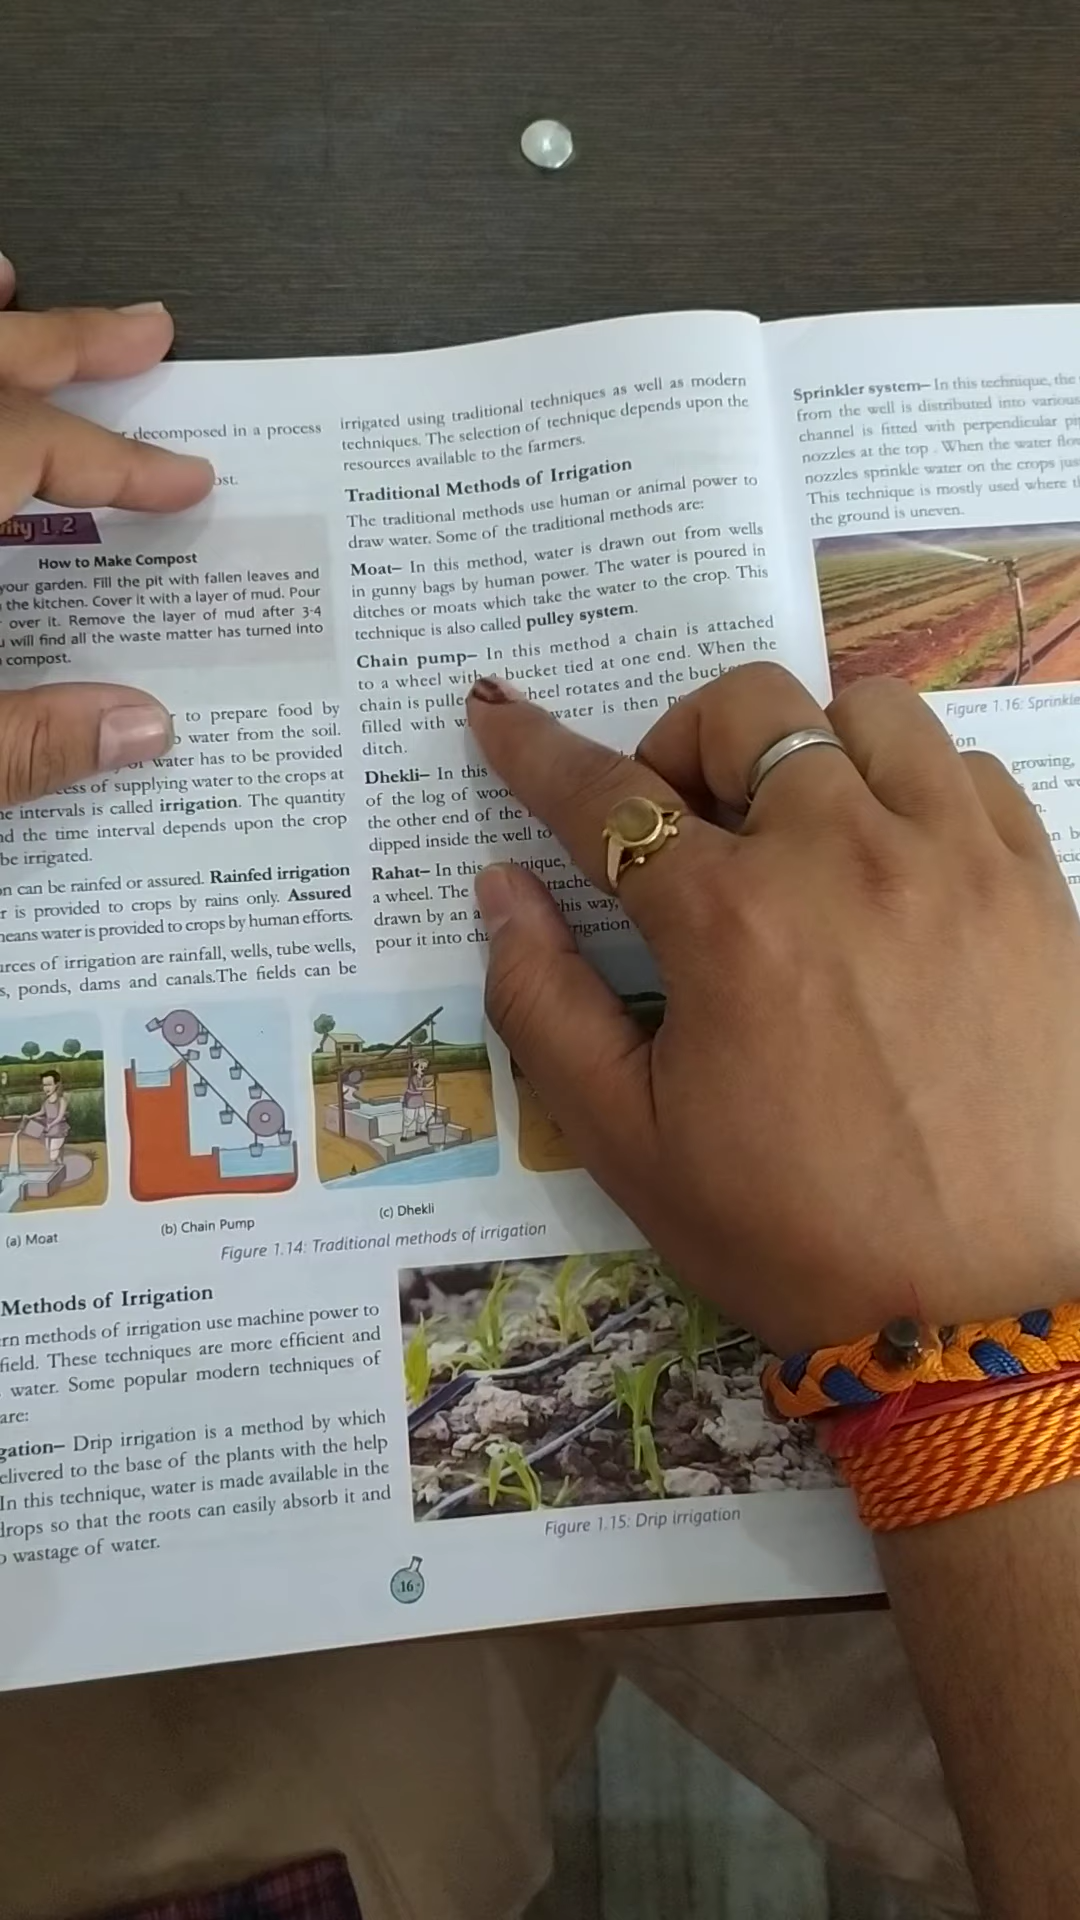 decomposed in a process
ost.
ity 1.2
How to Make Compost
your garden. Fill the pit with fallen leaves and
the kitchen. Cover it with a layer of mud. Pour
over it. Remove the layer of mud after 3-4
will find all the waste matter has turned into
compost.
to prepare food by
water from the soil.
water has to be provided
cess of supplying water to the crops at
intervals is called irrigation. The quantity
nd the time interval depends upon the crop
be irrigated.
on can be rainfed or assured. Rainfed irrigation
r is provided to crops by rains only. Assured
means water is provided to crops by human efforts.
urces of irrigation are rainfall, wells, tube wells,
s, ponds, dams and canals.The fields can be
irrigated using traditional techniques as well as modern
techniques. The selection of technique depends upon the
resources available to the farmers.
Traditional Methods of Irrigation
The traditional methods use human or animal power to
draw water. Some of the traditional methods are:
Moat– In this method, water is drawn out from wells
in gunny bags by human power. The water is poured in
ditches or moats which take the water to the crop. This
technique is also called pulley system.
Chain pump– In this method a chain is attached
to a wheel with a bucket tied at one end. When the
chain is pulle heel rotates and the bucke
filled with w water is then p
ditch.
Dhekli– In this
of the log of woo
the other end of the
dipped inside the well to
Rahat– In this nique,
a wheel. The ttache
drawn by an a his way,
pour it into cha rrigation
(a) Moat
(b) Chain Pump
(c) Dhekli
Figure 1.14: Traditional methods of irrigation
Methods of Irrigation
rn methods of irrigation use machine power to
field. These techniques are more efficient and
water. Some popular modern techniques of
are:
gation– Drip irrigation is a method by which
elivered to the base of the plants with the help
In this technique, water is made available in the
drops so that the roots can easily absorb it and
o wastage of water.
Figure 1.15: Drip irrigation
16
Sprinkler system– In this technique, the
from the well is distributed into various
channel is fitted with perpendicular pip
nozzles at the top . When the water flow
nozzles sprinkle water on the crops jus
This technique is mostly used where th
the ground is uneven.
Figure 1.16: Sprinkle
ion
growing,
and we
n.
n b
icid
m